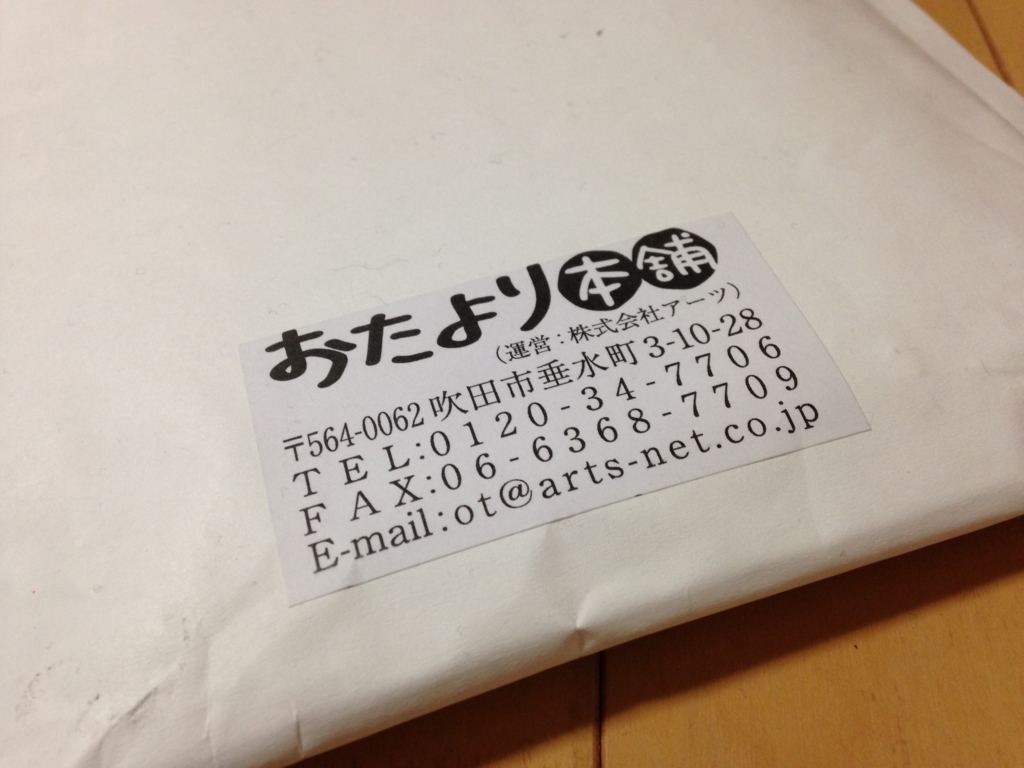 おたより本舗
（運営：株式会社アーツ）
〒564-0062 吹田市垂水町3-10-28
TEL:0120-34-7706
FAX:06-6368-7709
E-mail:ot@arts-net.co.jp